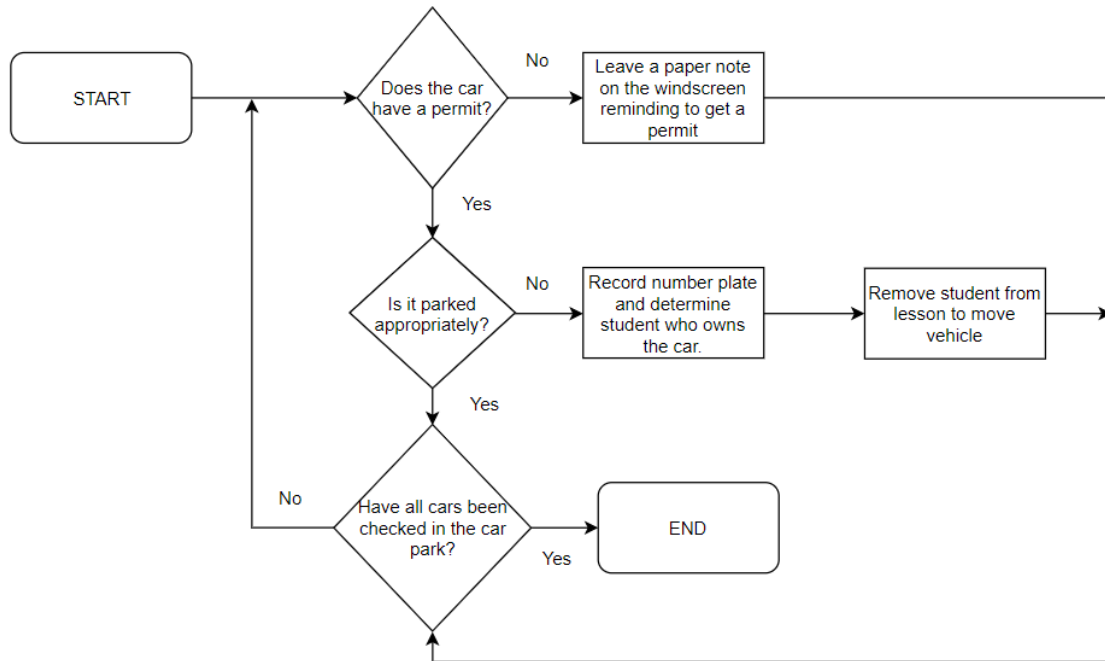 START
Does the car
have a permit?
No
Leave a paper note
on the windscreen
reminding to get a
permit
Yes
Is it parked
appropriately?
No
Record number plate
and determine
student who owns
the car.
Remove student from
lesson to move
vehicle
Yes
Have all cars been
checked in the car
park?
No
Yes
END